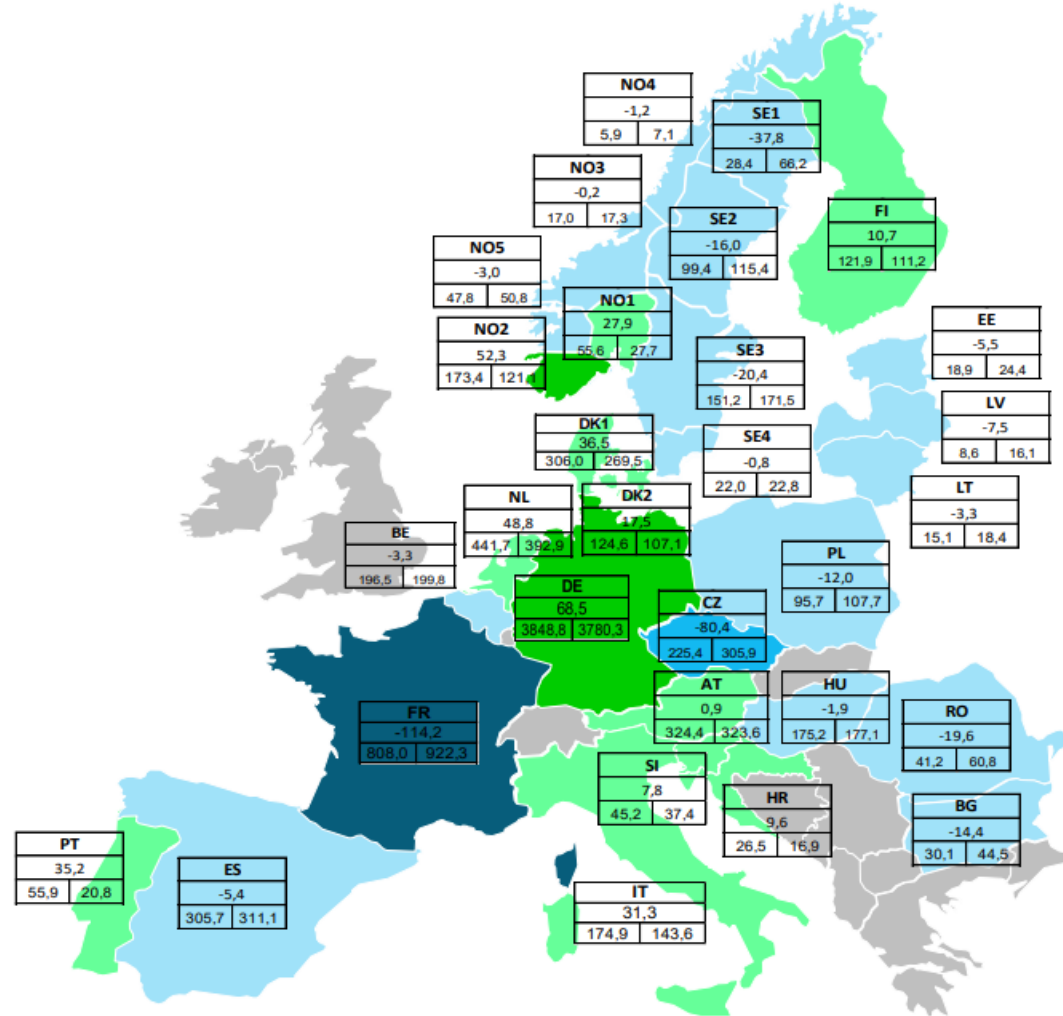 NO4
-1,2
5,9 7,1
SE1
-37,8
28,4 66,2
NO3
-0,2
17,0 17,3
FI
10,7
121,9 111,2
SE2
-16,0
99,4 115,4
NO5
-3,0
47,8 50,8
NO1
27,9
55,6 27,7
NO2
52,3
173,4 121,1
EE
-5,5
18,9 24,4
SE3
-20,4
151,2 171,5
LV
-7,5
8,6 16,1
DK1
36,5
306,0 269,5
SE4
-0,8
22,0 22,8
LT
-3,3
15,1 18,4
NL
48,8
441,7 392,9
DK2
17,5
124,6 107,1
BE
-3,3
196,5 199,8
PL
-12,0
95,7 107,7
DE
68,5
3848,8 3780,3
CZ
-80,4
225,4 305,9
AT
0,9
324,4 323,6
HU
-1,9
175,2 177,1
FR
-114,2
808,0 922,3
RO
-19,6
41,2 60,8
SI
7,8
45,2 37,4
HR
9,6
26,5 16,9
BG
-14,4
30,1 44,5
PT
35,2
55,9 20,8
ES
-5,4
305,7 311,1
IT
31,3
174,9 143,6